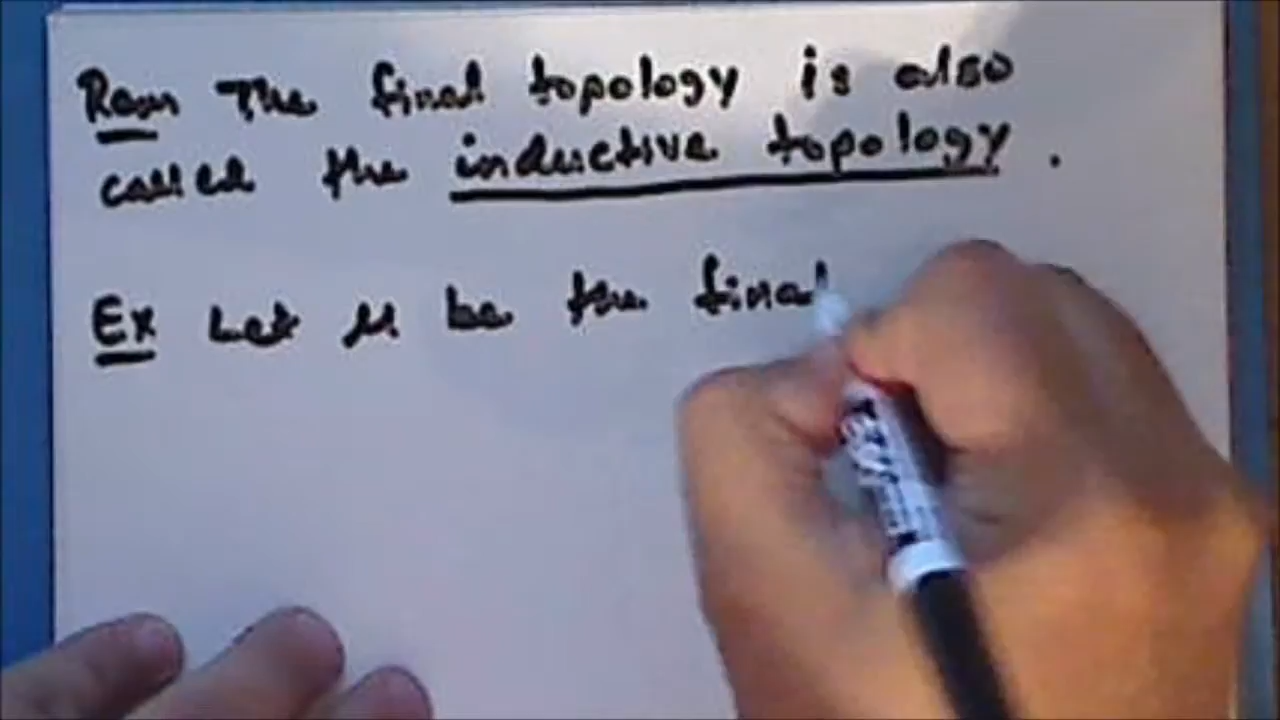 Rem The final topology is also
called the inductive topology.
Ex Let M be the final